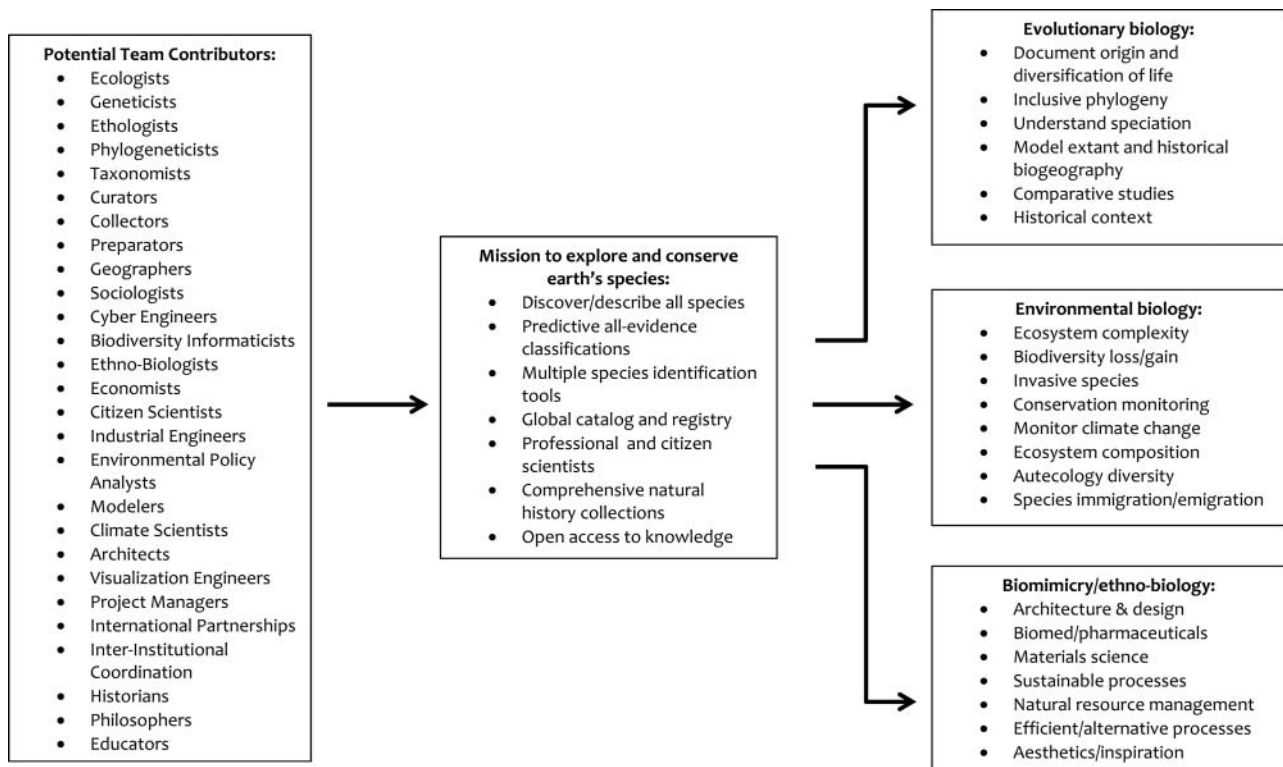 Potential Team Contributors:
• Ecologists
• Geneticists
• Ethologists
• Phylogeneticists
• Taxonomists
• Curators
• Collectors
• Preparators
• Geographers
• Sociologists
• Cyber Engineers
• Biodiversity Informaticists
• Ethno-Biologists
• Economists
• Citizen Scientists
• Industrial Engineers
• Environmental Policy
Analysts
• Modelers
• Climate Scientists
• Architects
• Visualization Engineers
• Project Managers
• International Partnerships
• Inter-Institutional
Coordination
• Historians
• Philosophers
• Educators
Mission to explore and conserve
earth's species:
• Discover/describe all species
• Predictive all-evidence
classifications
• Multiple species identification
tools
• Global catalog and registry
• Professional and citizen
scientists
• Comprehensive natural
history collections
• Open access to knowledge
Evolutionary biology:
• Document origin and
diversification of life
• Inclusive phylogeny
• Understand speciation
• Model extant and historical
biogeography
• Comparative studies
• Historical context
Environmental biology:
• Ecosystem complexity
• Biodiversity loss/gain
• Invasive species
• Conservation monitoring
• Monitor climate change
• Ecosystem composition
• Autecology diversity
• Species immigration/emigration
Biomimicry/ethno-biology:
• Architecture & design
• Biomed/pharmaceuticals
• Materials science
• Sustainable processes
• Natural resource management
• Efficient/alternative processes
• Aesthetics/inspiration